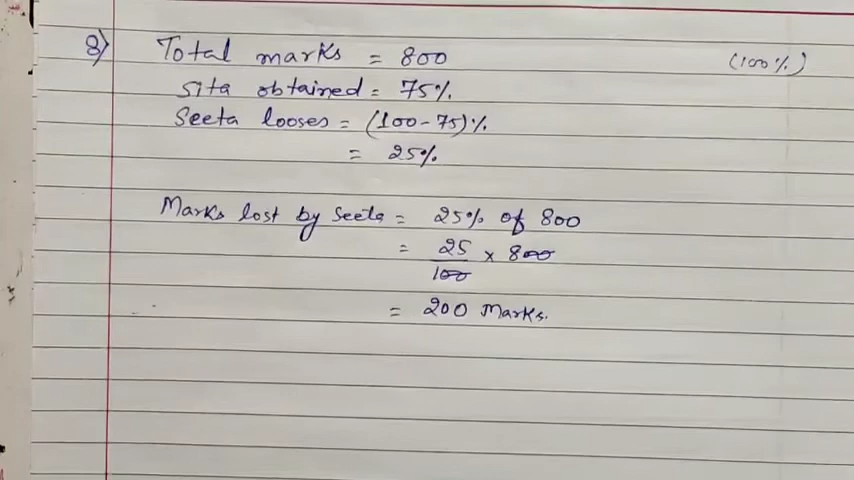 8) Total marks = 800 (100%)
Sita obtained = 75%.
Seeta looses = (100-75)%
= 25%
Marks lost by Seeta = 25% of 800
= 25/100 × 800
= 200 Marks.